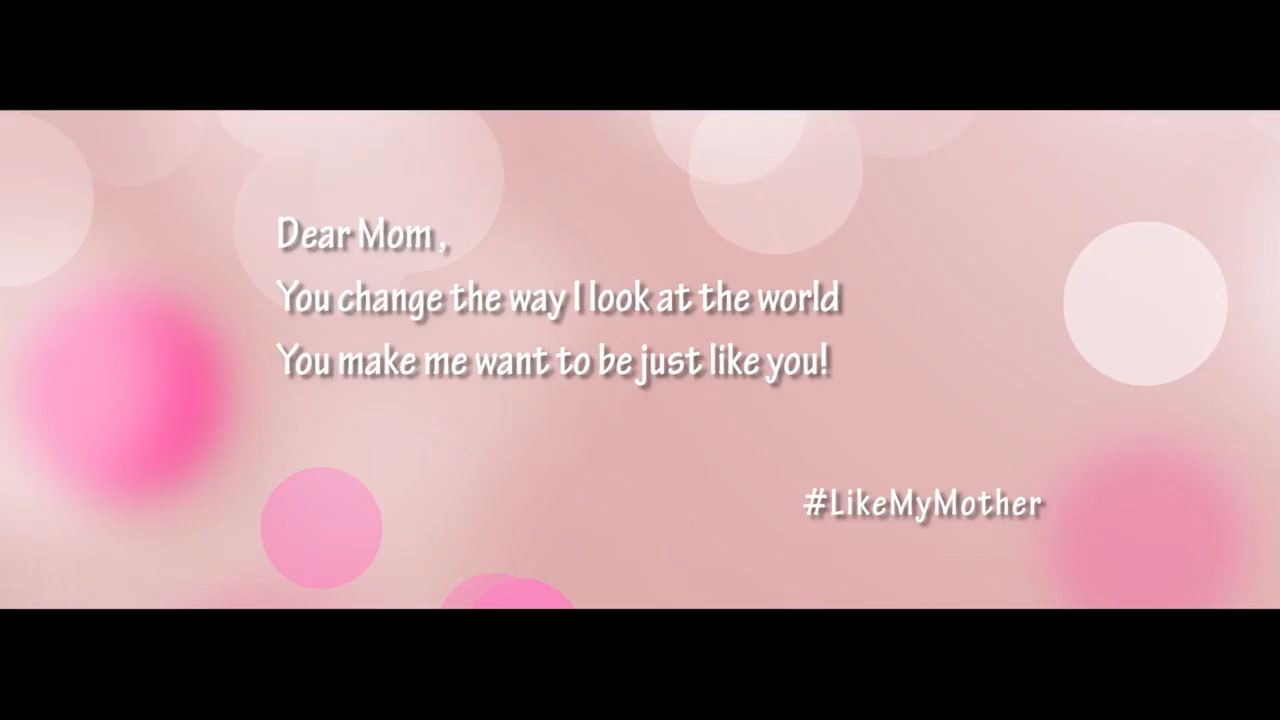 Dear Mom ,
You change the way I look at the world
You make me want to be just like you!
#LikeMyMother